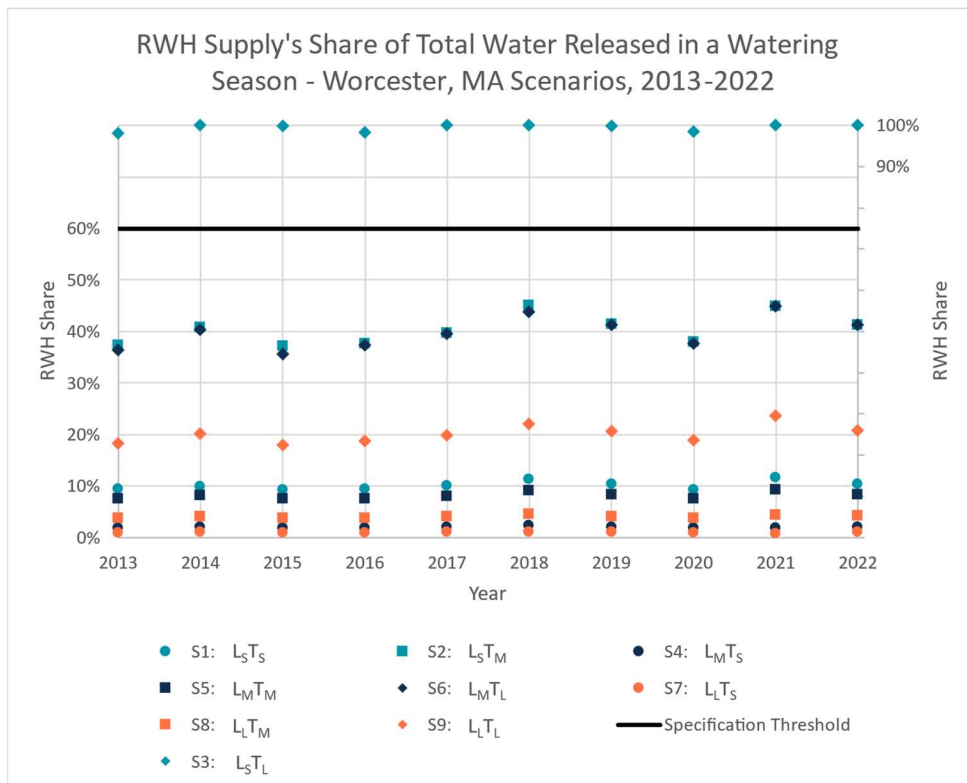 RWH Supply's Share of Total Water Released in a Watering
Season - Worcester, MA Scenarios, 2013-2022
100%
90%
60%
50%
40%
30%
20%
10%
0%
RWH Share
RWH Share
2013 2014 2015 2016 2017 2018 2019 2020 2021 2022
Year
S1: LSTS S2: LSTM S4: LMTS
S5: LMTM S6: LMTL S7: LLTS
S8: LLTM S9: LLTL Specification Threshold
S3: LSTL